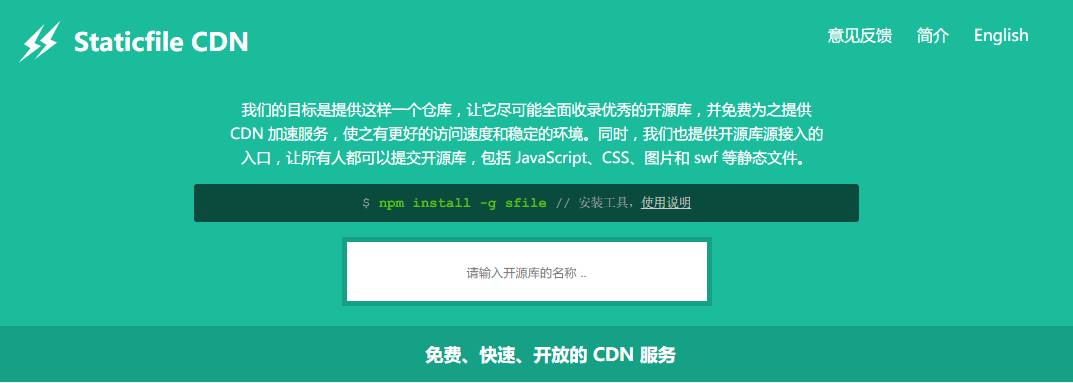 Staticfile CDN
意见反馈 简介 English
我们的目标是提供这样一个仓库，让它尽可能全面收录优秀的开源库，并免费为之提供
CDN 加速服务，使之有更好的访问速度和稳定的环境。同时，我们也提供开源库源接入的
入口，让所有人都可以提交开源库，包括 JavaScript、CSS、图片和 swf 等静态文件。
$ npm install -g sfile // 安装工具，使用说明
请输入开源库的名称 ..
免费、快速、开放的 CDN 服务